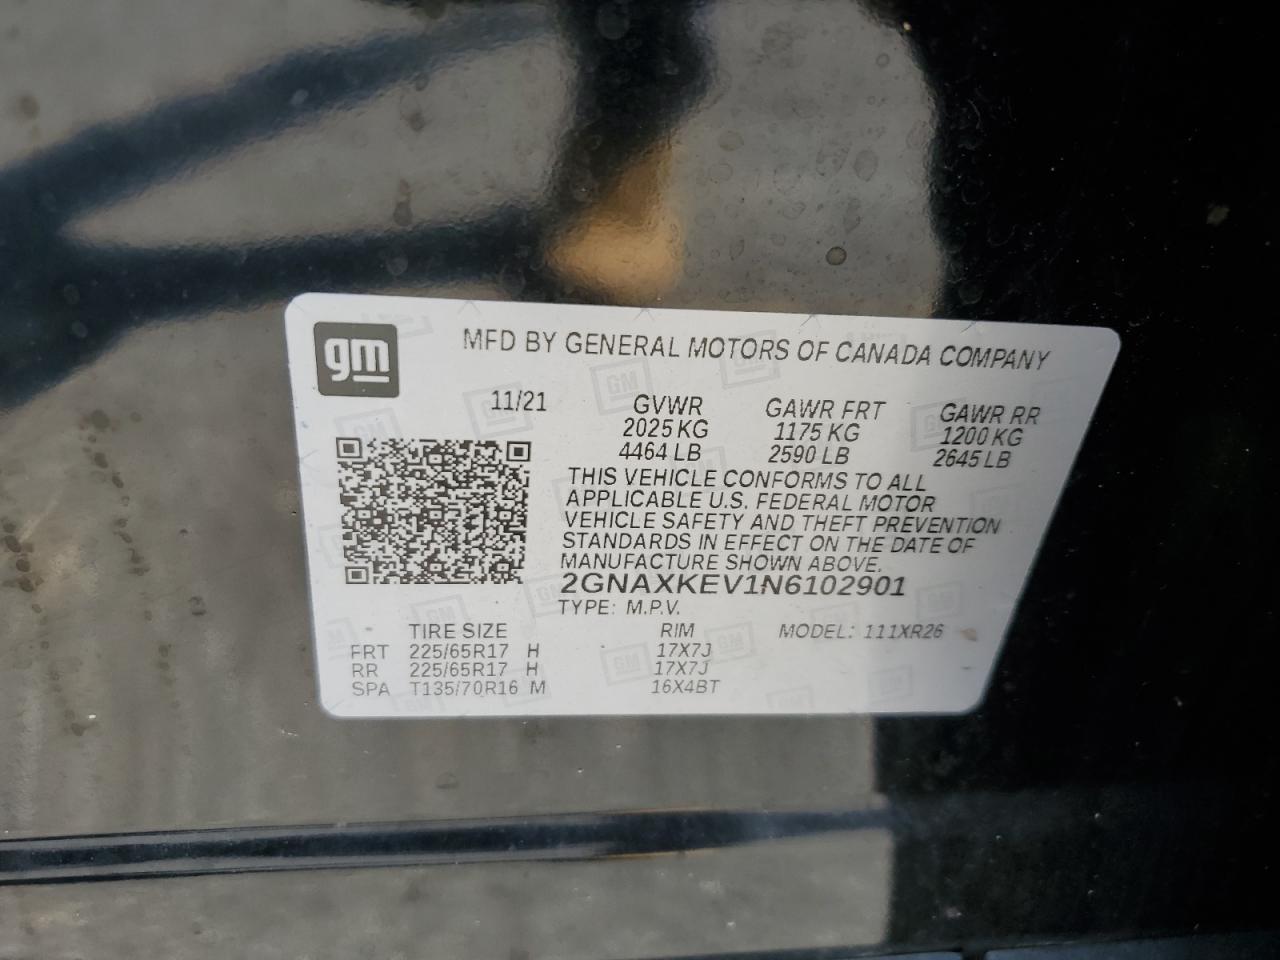 gm
MFD BY GENERAL MOTORS OF CANADA COMPANY
11/21 GVWR GAWR FRT GAWR RR
2025 KG 1175 KG 1200 KG
4464 LB 2590 LB 2645 LB
THIS VEHICLE CONFORMS TO ALL
APPLICABLE U.S. FEDERAL MOTOR
VEHICLE SAFETY AND THEFT PREVENTION
STANDARDS IN EFFECT ON THE DATE OF
MANUFACTURE SHOWN ABOVE.
2GNAXKEV1N6102901
TYPE: M.P.V.
TIRE SIZE RIM MODEL: 111XR26
FRT 225/65R17 H 17X7J
RR 225/65R17 H 17X7J
SPA T135/70R16 M 16X4BT